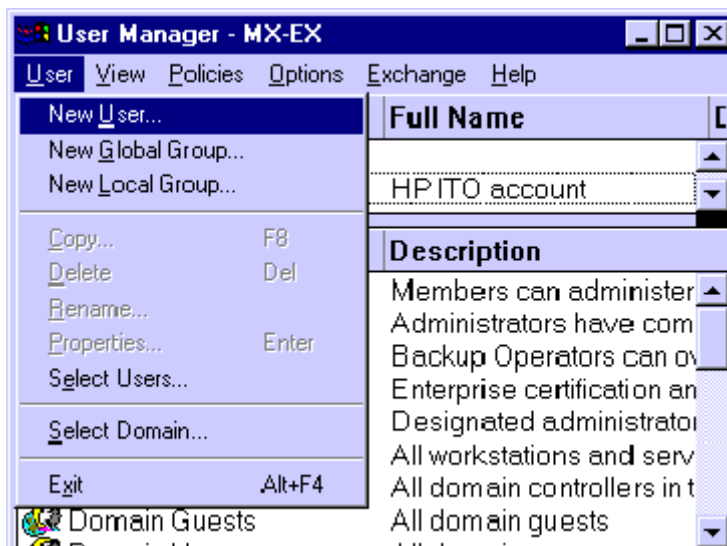 User Manager - MX-EX
User View Policies Options Exchange Help
New User...
New Global Group...
New Local Group...
Copy... F8
Delete Del
Rename...
Properties... Enter
Select Users...
Select Domain...
Exit Alt+F4
Full Name
HP ITO account
Description
Members can administer
Administrators have com
Backup Operators can
Enterprise certification an
Designated administrator
All workstations and serv
All domain controllers in t
Domain Guests All domain guests